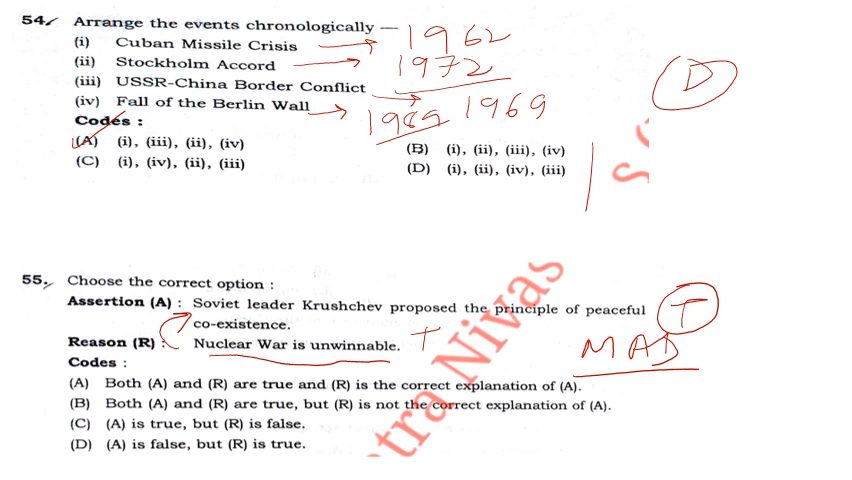 54. Arrange the events chronologically —
(i) Cuban Missile Crisis 1962
(ii) Stockholm Accord 1972
(iii) USSR-China Border Conflict
(iv) Fall of the Berlin Wall 1989 1969
D
Codes :
(A) (i), (iii), (ii), (iv)
(B) (i), (ii), (iii), (iv)
(C) (i), (iv), (ii), (iii)
(D) (i), (ii), (iv), (iii)
55. Choose the correct option :
Assertion (A) : Soviet leader Krushchev proposed the principle of peaceful
co-existence.
T
Reason (R) : Nuclear War is unwinnable. T
MAD
Codes :
(A) Both (A) and (R) are true and (R) is the correct explanation of (A).
(B) Both (A) and (R) are true, but (R) is not the correct explanation of (A).
(C) (A) is true, but (R) is false.
(D) (A) is false, but (R) is true.
tra Nivas